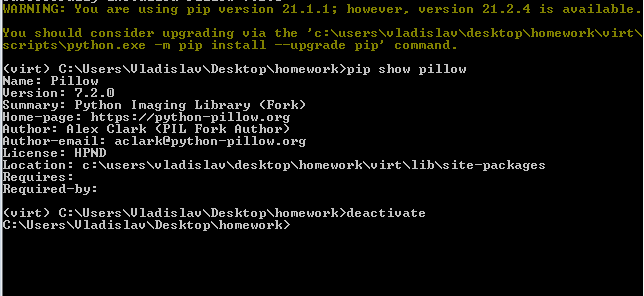 WARNING: You are using pip version 21.1.1; however, version 21.2.4 is available.
You should consider upgrading via the 'c:\users\vladislav\desktop\homework\virt\
scripts\python.exe -m pip install --upgrade pip' command.
(virt) C:\Users\Vladislav\Desktop\homework>pip show pillow
Name: Pillow
Version: 7.2.0
Summary: Python Imaging Library (Fork)
Home-page: https://python-pillow.org
Author: Alex Clark (PIL Fork Author)
Author-email: aclark@python-pillow.org
License: HPND
Location: c:\users\vladislav\desktop\homework\virt\lib\site-packages
Requires:
Required-by:
(virt) C:\Users\Vladislav\Desktop\homework>deactivate
C:\Users\Vladislav\Desktop\homework>